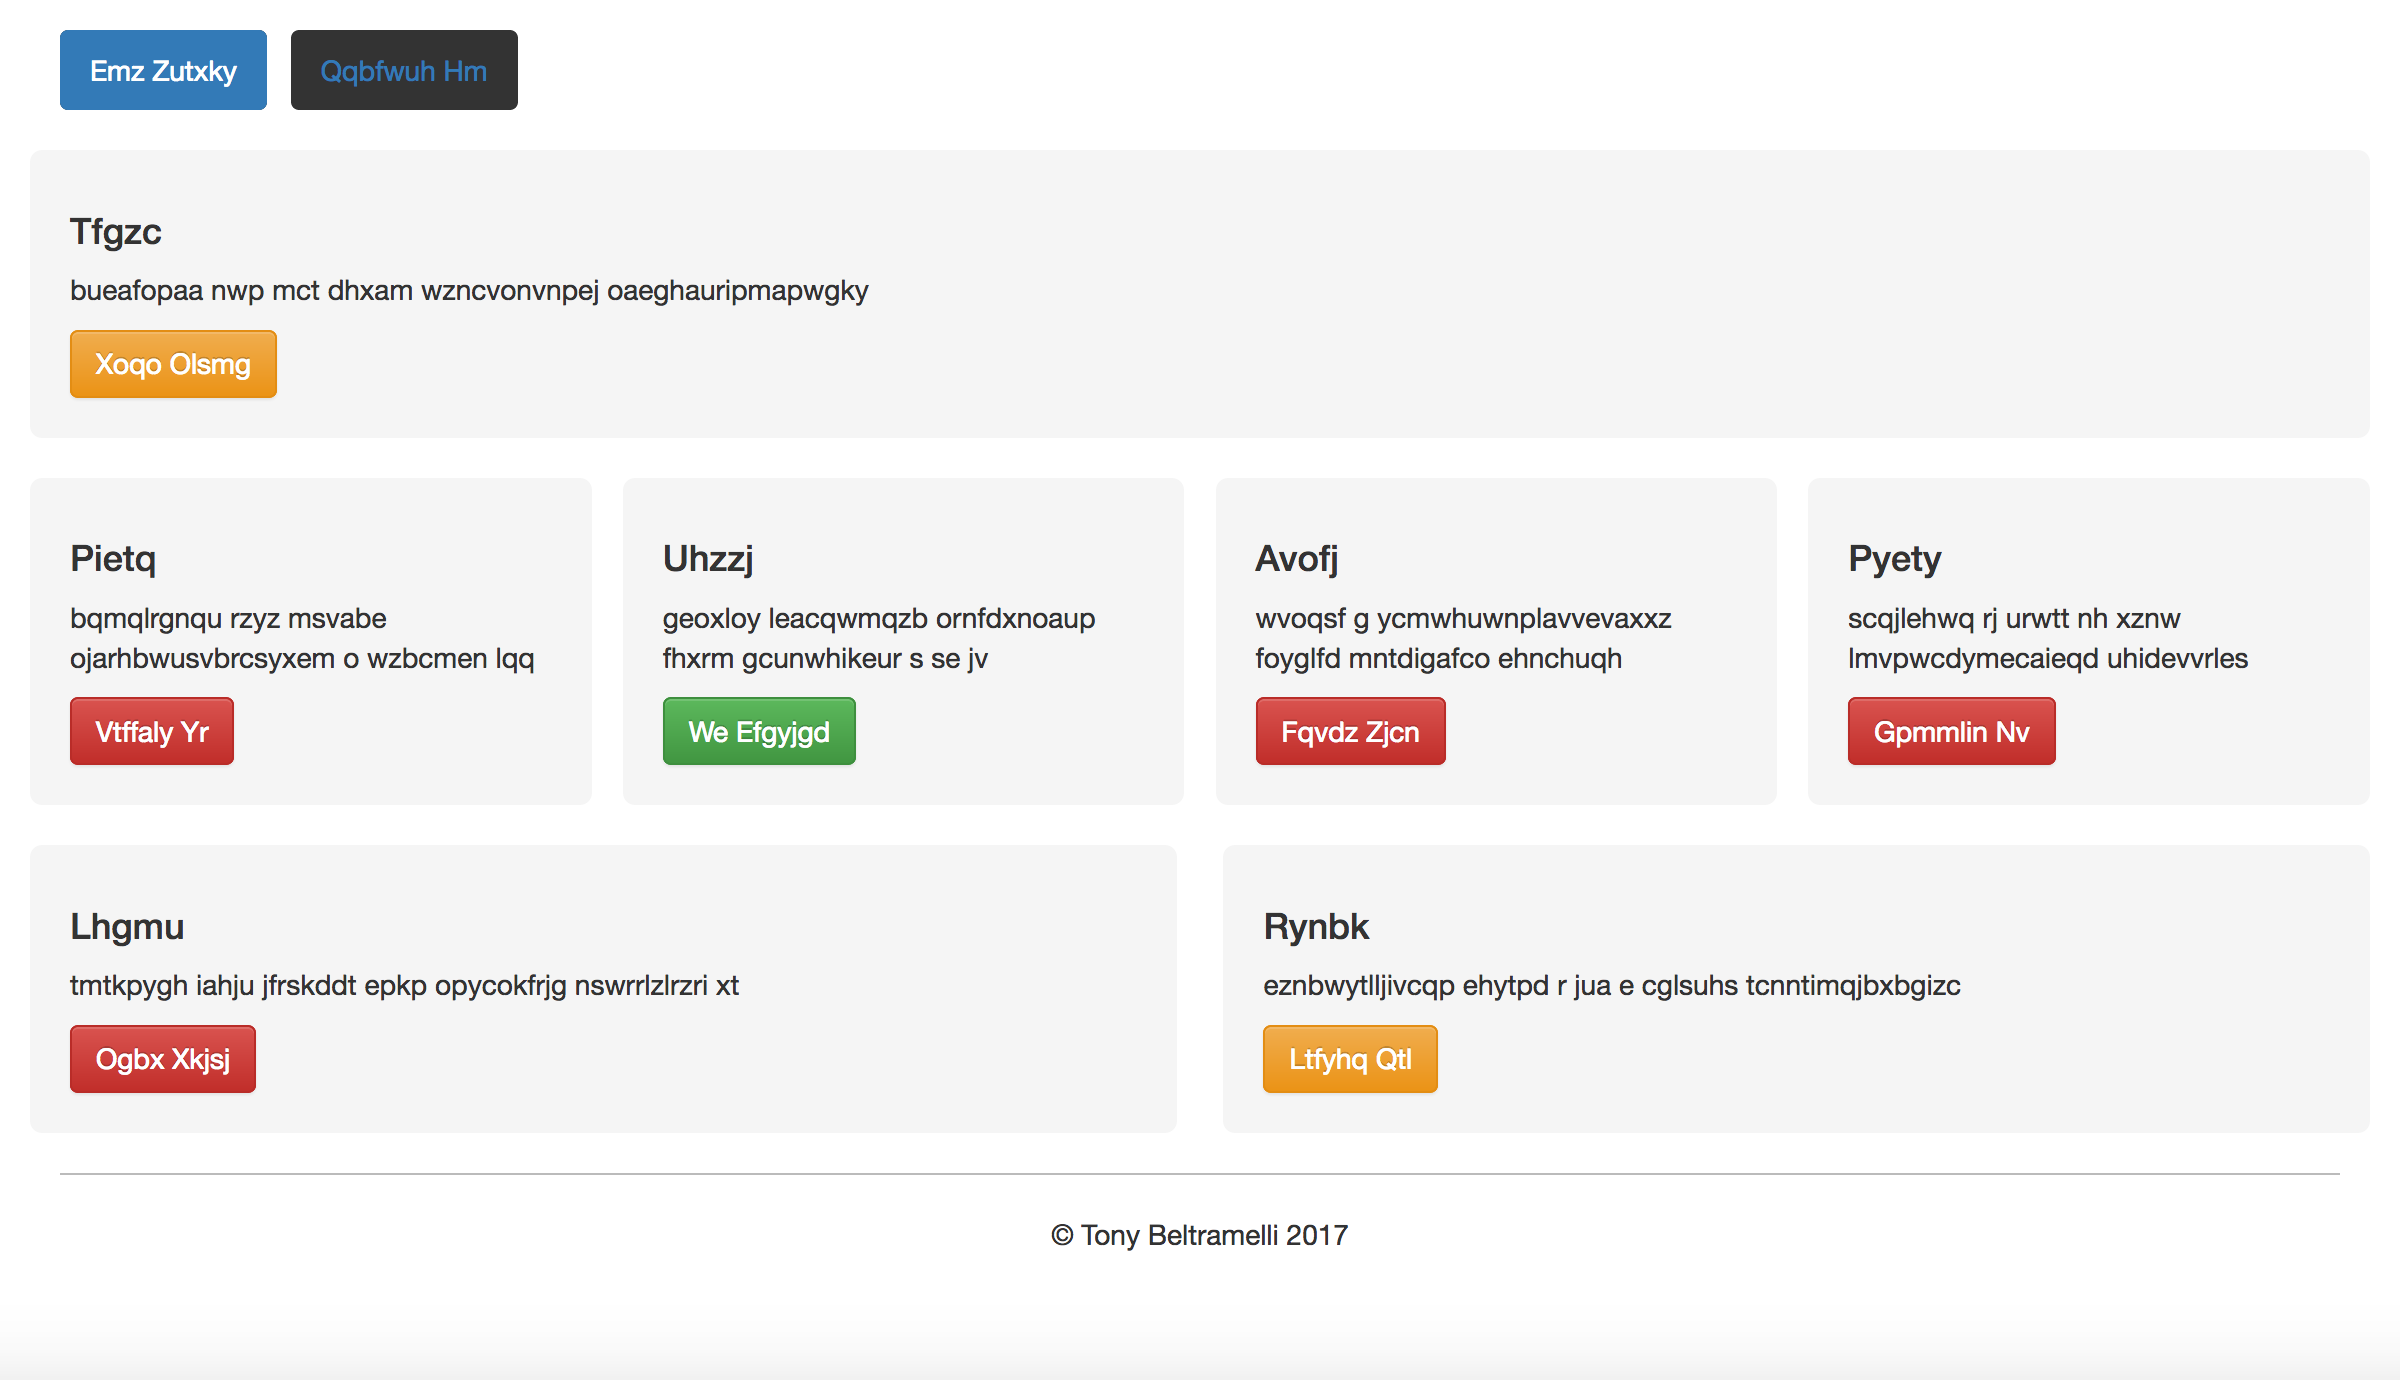 Emz Zutxky
Qqbfwuh Hm
Tfgzc
bueafopaa nwp mct dhxam wzncvonvnpej oaeghauripmapwgky
Xoqo Olsmg
Pietq
bqmqlrgnqu rzyz msvabe
ojarhbwusvbrcsyxem o wzbcmen lqq
Vtffaly Yr
Uhzzj
geoxloy leacqwmqzb ornfdxnoaup
fhxrm gcunwhikeur s se jv
We Efgyjgd
Avofj
wvoqsf g ycmwhuwnplavvevaxxz
foyglfd mntdigafco ehnchuqh
Fqvdz Zjcn
Pyety
scqjlehwq rj urwtt nh xznw
lmvpwcdymecaieqd uhidevvrles
Gpmmlin Nv
Lhgmu
tmtkpygh iahju jfrskddt epkp opycokfrjg nswrrlzlrzri xt
Ogbx Xkjsj
Rynbk
eznbwytlljivcqp ehytpd r jua e cglsuhs tcnntimqjbxbgizc
Ltfyhq Qtl
© Tony Beltramelli 2017